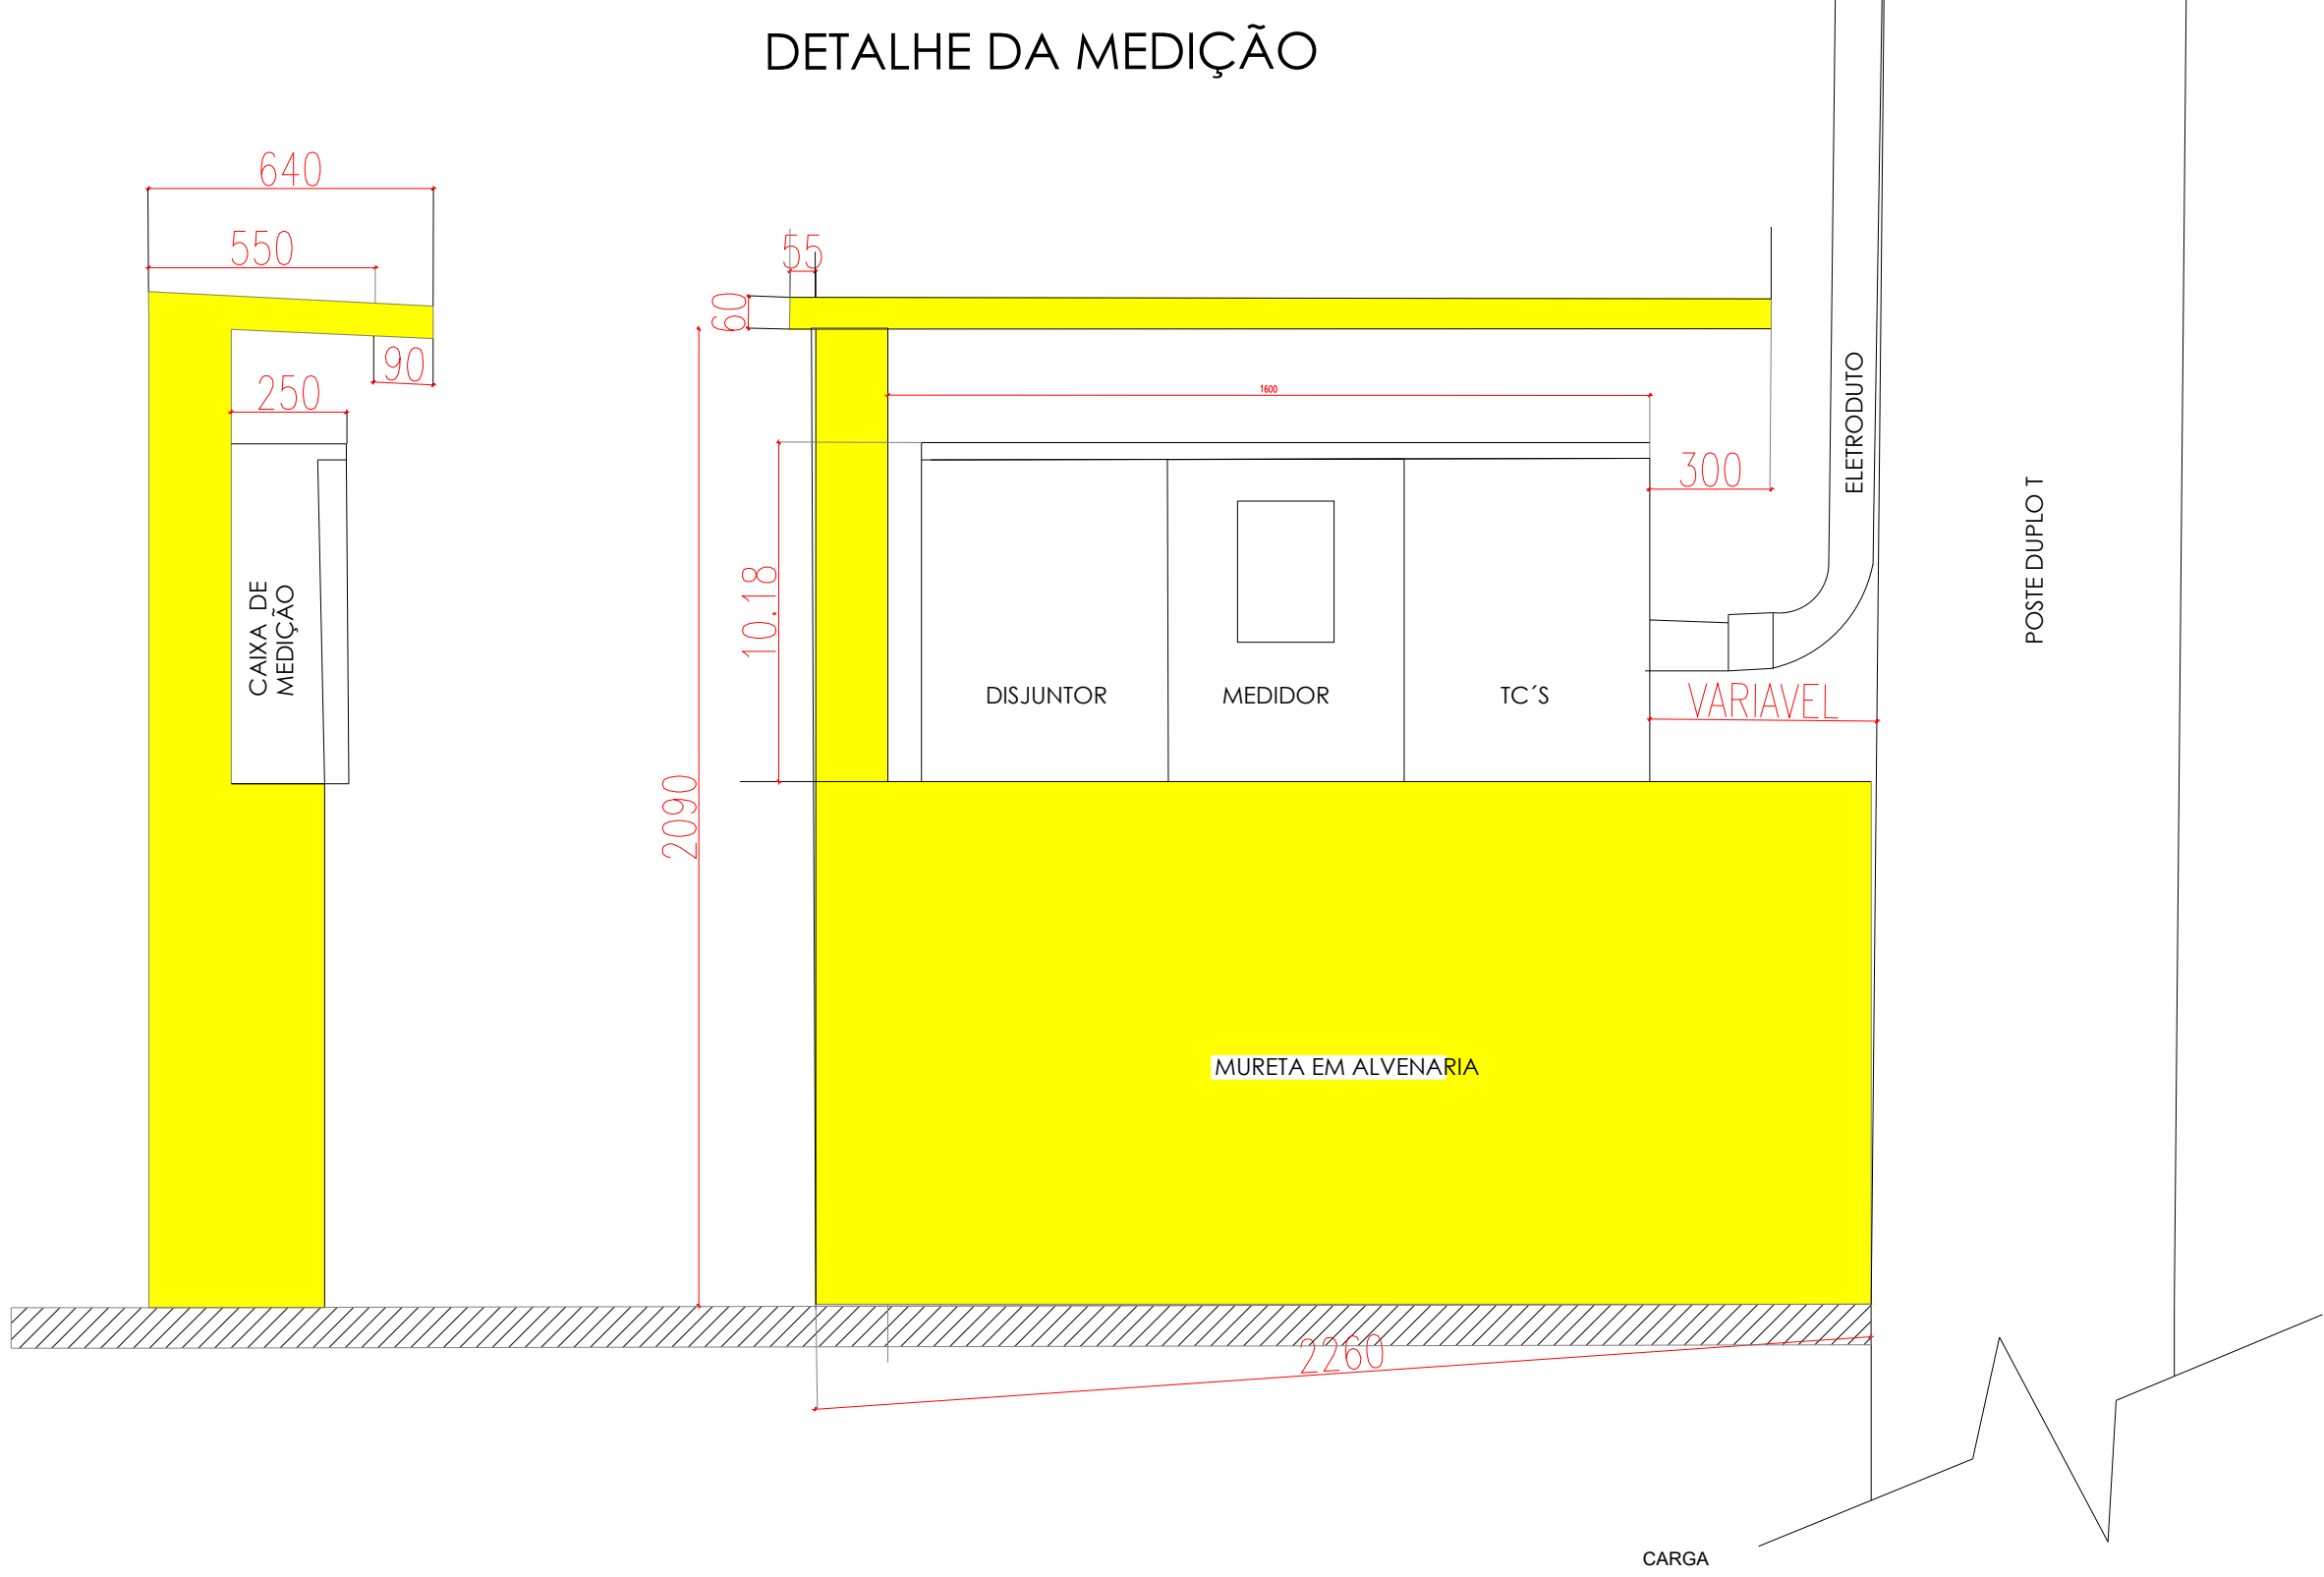 DETALHE DA MEDIÇÃO
640
550
55
60
90
250
1600
300
ELETRODUTO
POSTE DUPLO T
10.18
CAIXA DE
MEDIÇÃO
DISJUNTOR
MEDIDOR
TC´S
VARIAVEL
2090
MURETA EM ALVENARIA
2260
CARGA